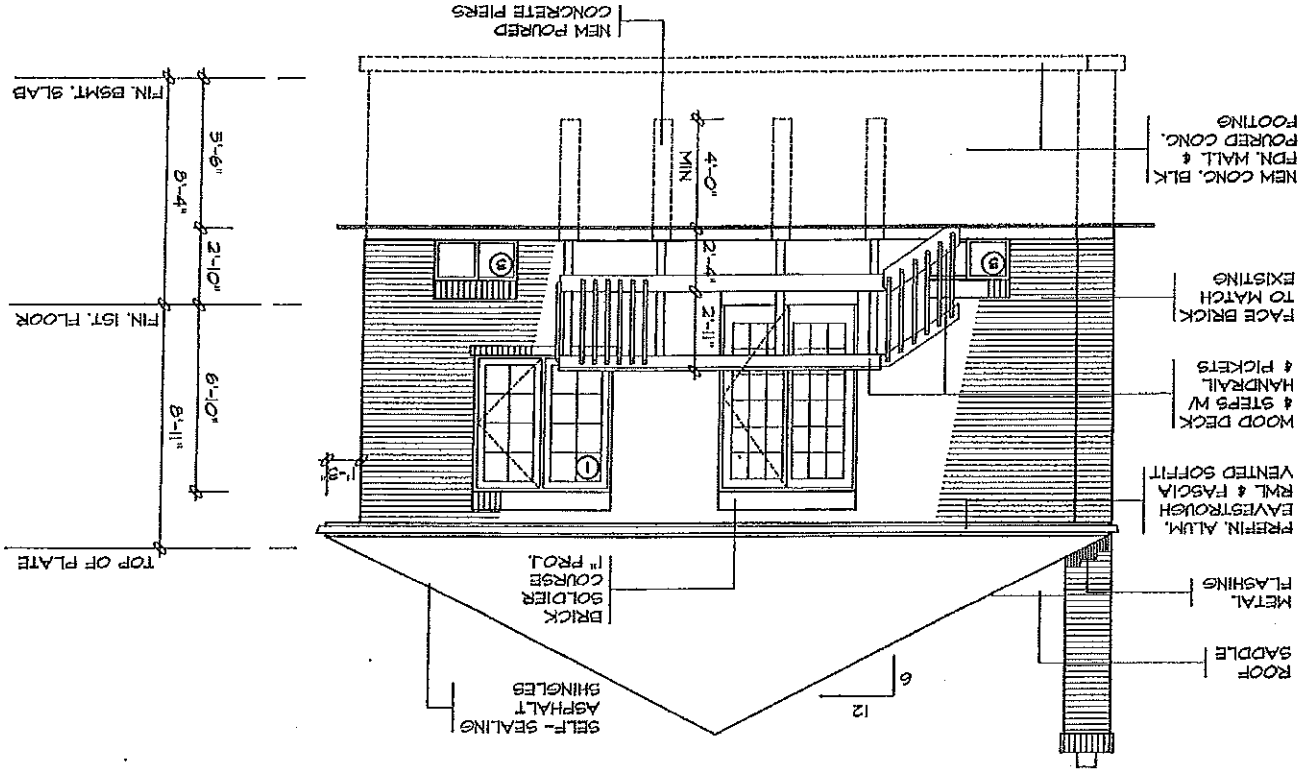 SELF-SEALING
ASPHALT
SHINGLES
12
6
ROOF
SADDLE
METAL
FLASHING
PREFIN. ALUM.
EAVESTROUGH
RWL & FASCIA
VENTED SOFFIT
WOOD DECK
& STEPS W/
HANDRAIL
& PICKETS
FACE BRICK
TO MATCH
EXISTING
NEW CONC. BLK
FDN. WALL &
POURED CONC.
FOOTING
BRICK
SOLDIER
COURSE
1" PROJ.
1
2'-11"
2'-4"
4'-0"
MIN
NEW POURED
CONCRETE PIERS
TOP OF PLATE
8'-11"
6'-10"
FIN. 1ST. FLOOR
2'-10"
8'-4"
5'-6"
FIN. BSMT. SLAB